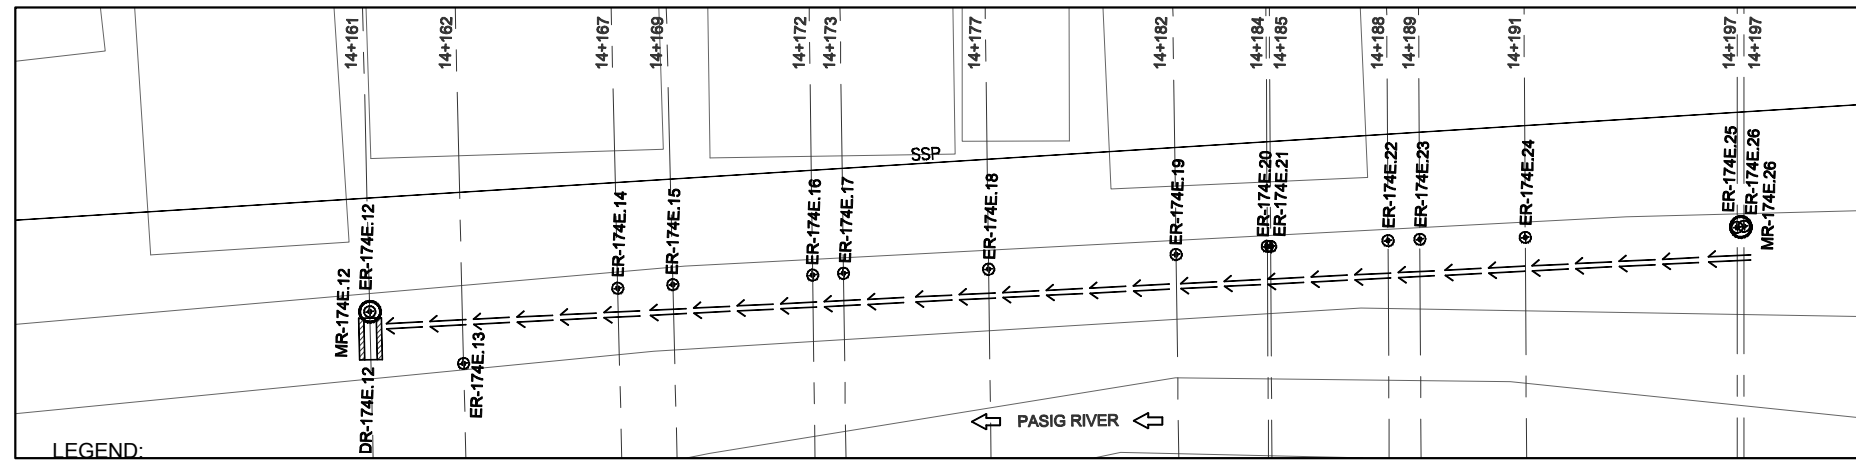 14+161
14+162
14+167
14+169
14+172
14+173
14+177
14+182
14+184
14+185
14+188
14+189
14+191
14+197
14+197
SSP
MR-174E.12
ER-174E.12
DR-174E.12
ER-174E.13
ER-174E.14
ER-174E.15
ER-174E.16
ER-174E.17
ER-174E.18
ER-174E.19
ER-174E.20
ER-174E.21
ER-174E.22
ER-174E.23
ER-174E.24
ER-174E.25
ER-174E.26
MR-174E.26
PASIG RIVER
LEGEND: